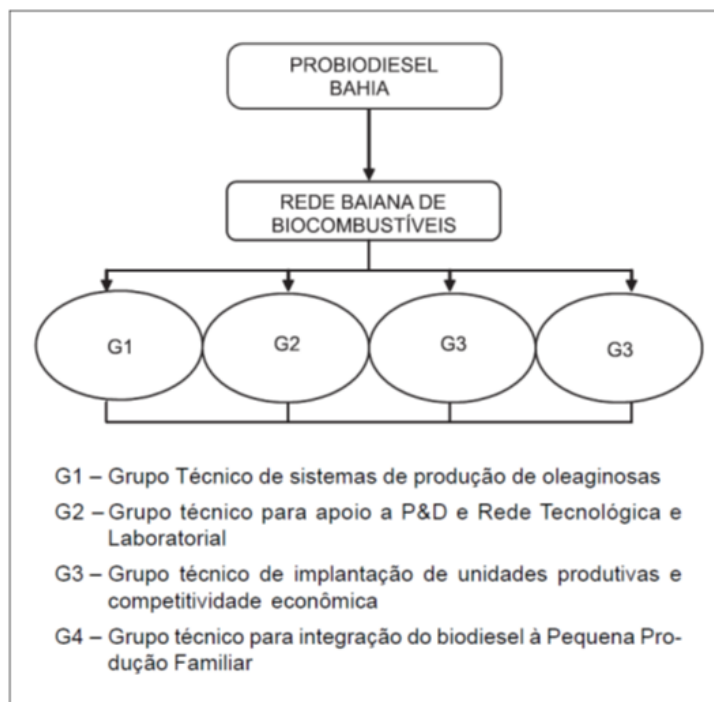 PROBIODIESEL
BAHIA
REDE BAIANA DE
BIOCOMBUSTÍVEIS
G1
G2
G3
G3
G1 – Grupo Técnico de sistemas de produção de oleaginosas
G2 – Grupo técnico para apoio a P&D e Rede Tecnológica e
Laboratorial
G3 – Grupo técnico de implantação de unidades produtivas e
competitividade econômica
G4 – Grupo técnico para integração do biodiesel à Pequena Pro-
dução Familiar